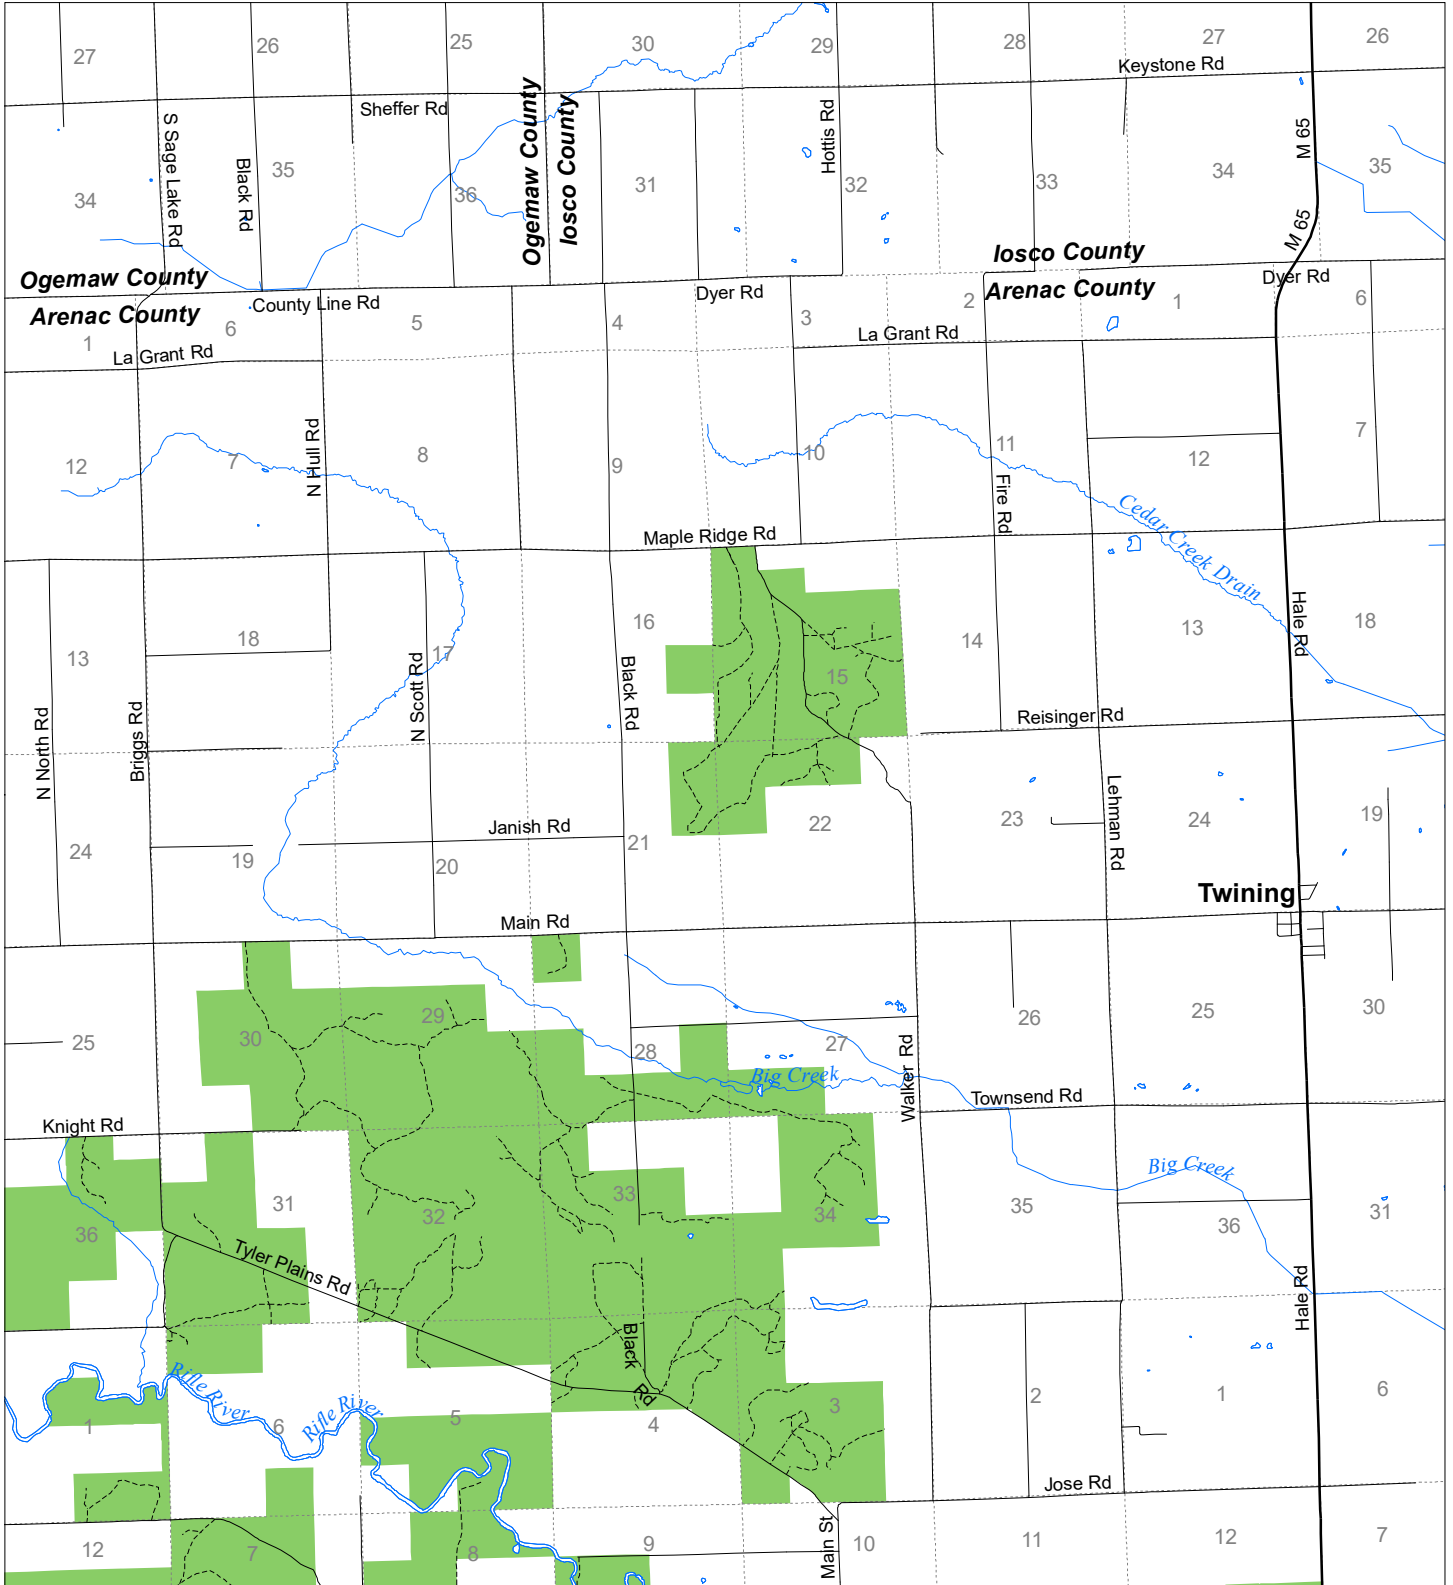 27
26
25
30
29
28
27
26
Keystone Rd
Sheffer Rd
Ogemaw County
Iosco County
Hottis Rd
M 65
S Sage Lake Rd
Black Rd
35
36
31
32
33
34
35
34
M 65
Ogemaw County
Iosco County
Arenac County
Arenac County
County Line Rd
Dyer Rd
Dyer Rd
1
6
5
4
3
2
1
6
La Grant Rd
La Grant Rd
12
7
N Hull Rd
8
9
10
11
12
7
Fire Rd
Cedar Creek Drain
Maple Ridge Rd
Hale Rd
13
18
17
16
15
14
13
18
N North Rd
Briggs Rd
N Scott Rd
Black Rd
Reisinger Rd
Lehman Rd
24
19
20
21
22
23
24
19
Janish Rd
Twining
Main Rd
25
30
29
28
27
26
25
30
Big Creek
Walker Rd
Townsend Rd
Knight Rd
Big Creek
36
31
32
33
34
35
36
31
Tyler Plains Rd
Hale Rd
Black
Rd
Rifle River
Rifle River
1
6
5
4
3
2
1
6
Jose Rd
Main St
12
7
8
9
10
11
12
7